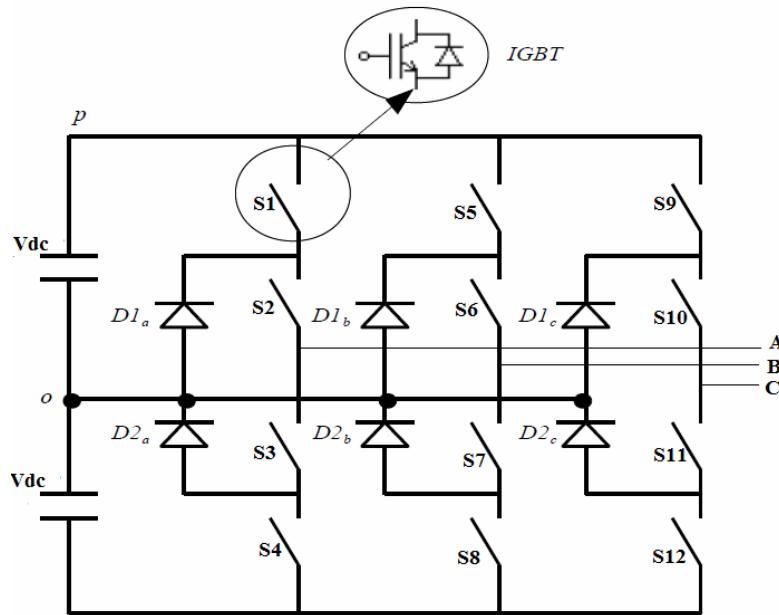 IGBT
p
S1
S5
S9
Vdc
D1a
S2
D1b
S6
D1c
S10
A
B
C
o
D2a
S3
D2b
S7
D2c
S11
Vdc
S4
S8
S12